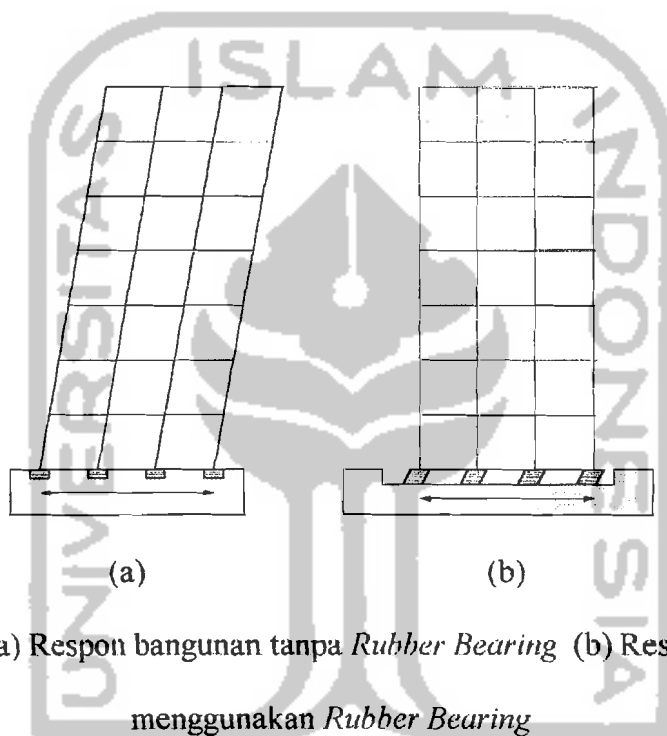 ISLAM
UNIVERSITAS
INDONESIA
(a)
(b)
a) Respon bangunan tanpa Rubber Bearing (b) Res
menggunakan Rubber Bearing